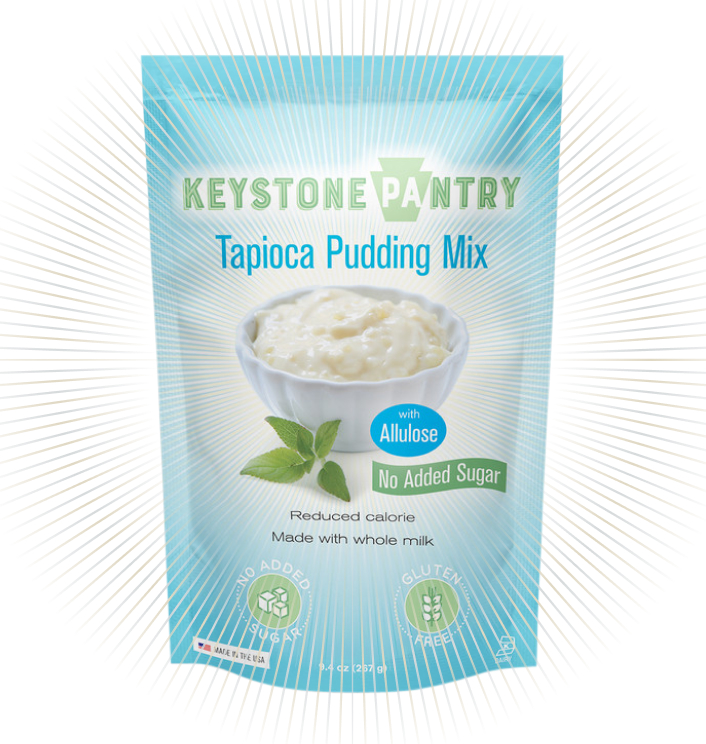 KEYSTONE PANTRY
Tapioca Pudding Mix
with
Allulose
No Added Sugar
Reduced calorie
Made with whole milk
NO ADDED
SUGAR
GLUTEN
FREE
MADE IN THE USA
9.4 oz (267 g)